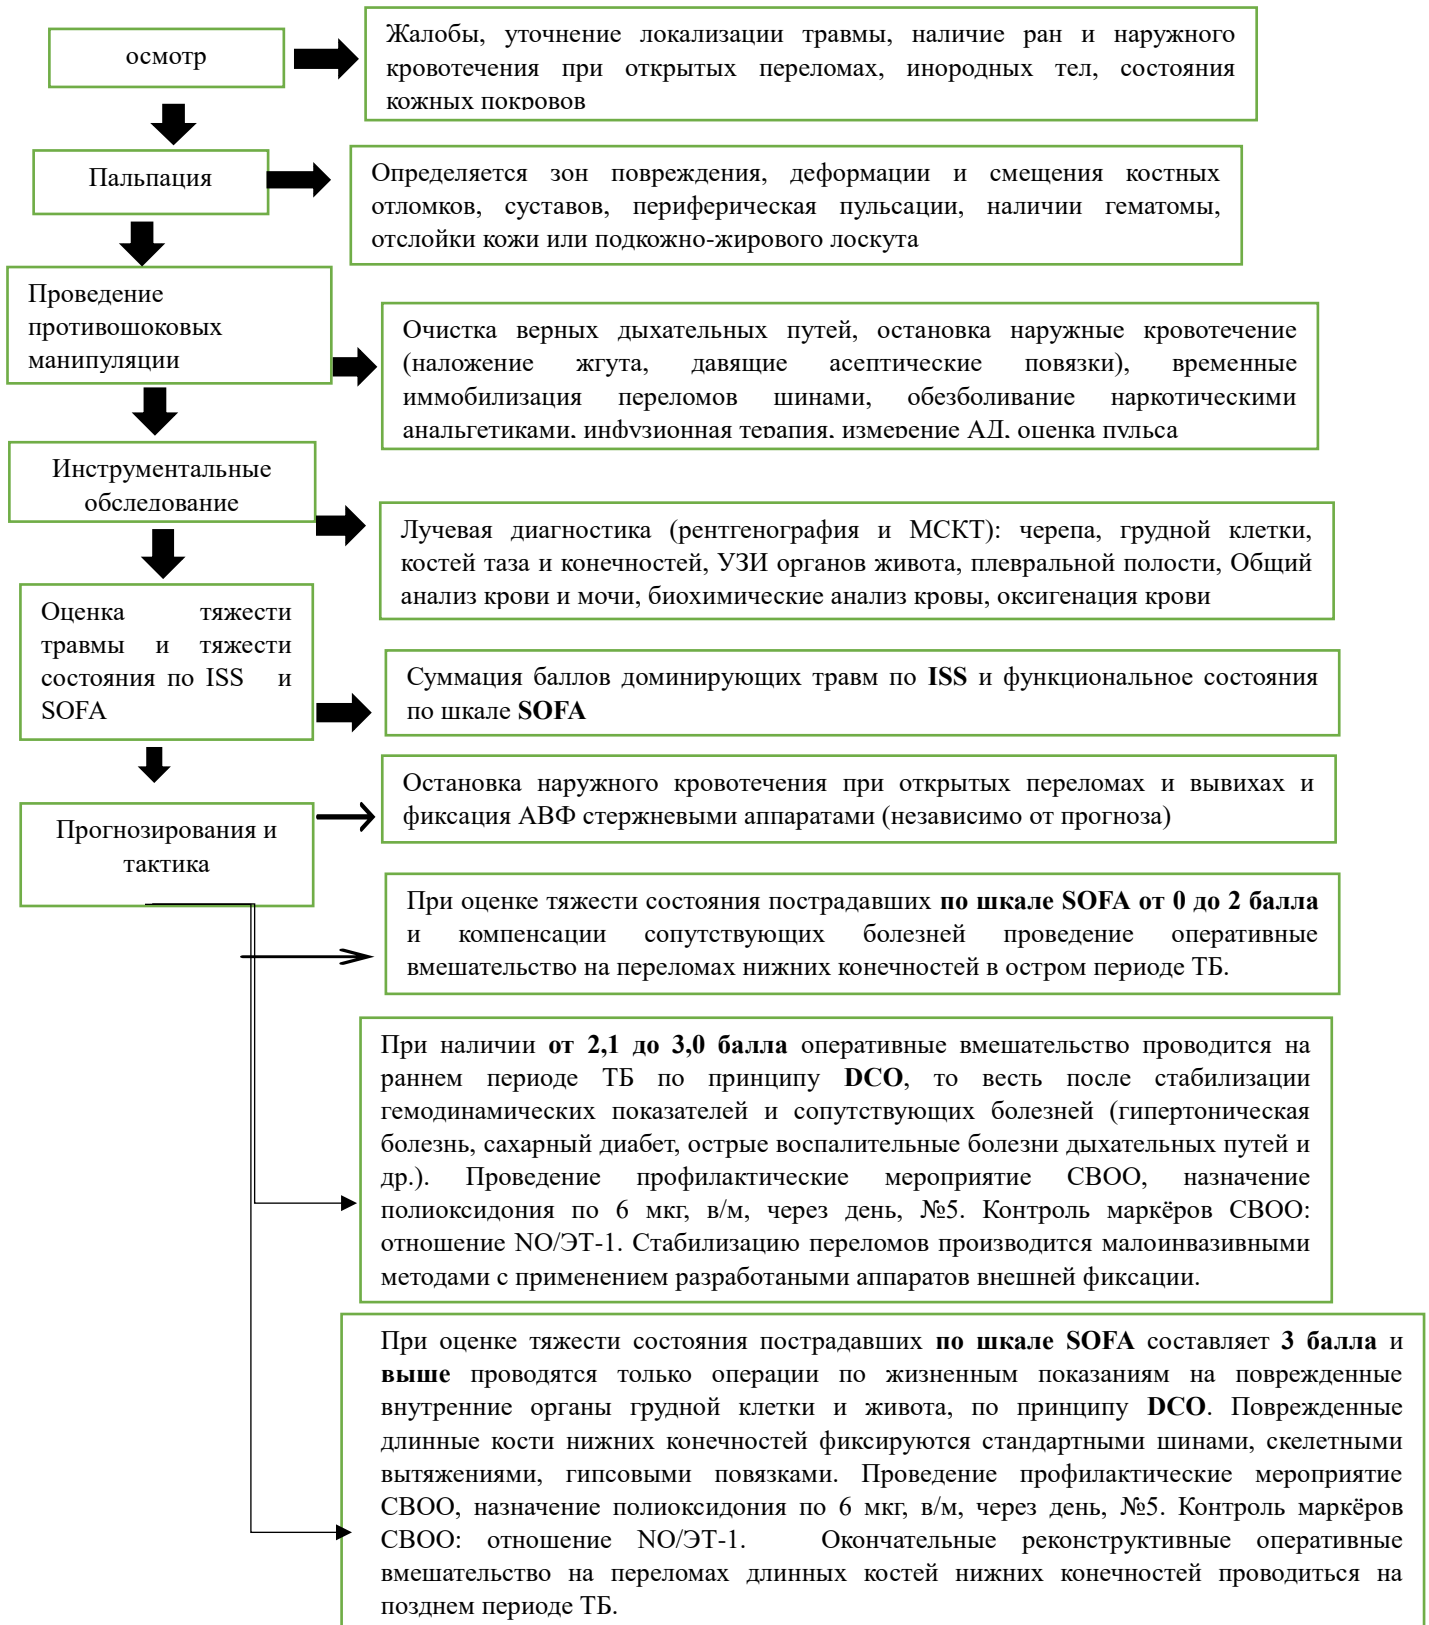 осмотр
Жалобы, уточнение локализации травмы, наличие ран и наружного
кровотечения при открытых переломах, инородных тел, состояния
кожных покровов
Пальпация
Определяется зон повреждения, деформации и смещения костных
отломков, суставов, периферическая пульсации, наличии гематомы,
отслойки кожи или подкожно-жирового лоскута
Проведение
противошоковых
манипуляции
Очистка верных дыхательных путей, остановка наружные кровотечение
(наложение жгута, давящие асептические повязки), временные
иммобилизация переломов шинами, обезболивание наркотическими
анальгетиками, инфузионная терапия, измерение АД, оценка пульса
Инструментальные
обследование
Лучевая диагностика (рентгенография и МСКТ): черепа, грудной клетки,
костей таза и конечностей, УЗИ органов живота, плевральной полости, Общий
анализ крови и мочи, биохимические анализ кровы, оксигенация крови
Оценка тяжести
травмы и тяжести
состояния по ISS и
SOFA
Суммация баллов доминирующих травм по ISS и функциональное состояния
по шкале SOFA
Прогнозирования и
тактика
Остановка наружного кровотечения при открытых переломах и вывихах и
фиксация АВФ стержневыми аппаратами (независимо от прогноза)
При оценке тяжести состояния пострадавших по шкале SOFA от 0 до 2 балла
и компенсации сопутствующих болезней проведение оперативные
вмешательство на переломах нижних конечностей в остром периоде ТБ.
При наличии от 2,1 до 3,0 балла оперативные вмешательство проводится на
раннем периоде ТБ по принципу DCO, то весть после стабилизации
гемодинамических показателей и сопутствующих болезней (гипертоническая
болезнь, сахарный диабет, острые воспалительные болезни дыхательных путей и
др.). Проведение профилактические мероприятие СВОО, назначение
полиоксидония по 6 мкг, в/м, через день, №5. Контроль маркёров СВОО:
отношение NO/ЭТ-1. Стабилизацию переломов производится малоинвазивными
методами с применением разработаными аппаратов внешней фиксации.
При оценке тяжести состояния пострадавших по шкале SOFA составляет 3 балла и
выше проводятся только операции по жизненным показаниям на поврежденные
внутренние органы грудной клетки и живота, по принципу DCO. Поврежденные
длинные кости нижних конечностей фиксируются стандартными шинами, скелетными
вытяжениями, гипсовыми повязками. Проведение профилактические мероприятие
СВОО, назначение полиоксидония по 6 мкг, в/м, через день, №5. Контроль маркёров
СВОО: отношение NO/ЭТ-1. Окончательные реконструктивные оперативные
вмешательство на переломах длинных костей нижних конечностей проводиться на
позднем периоде ТБ.